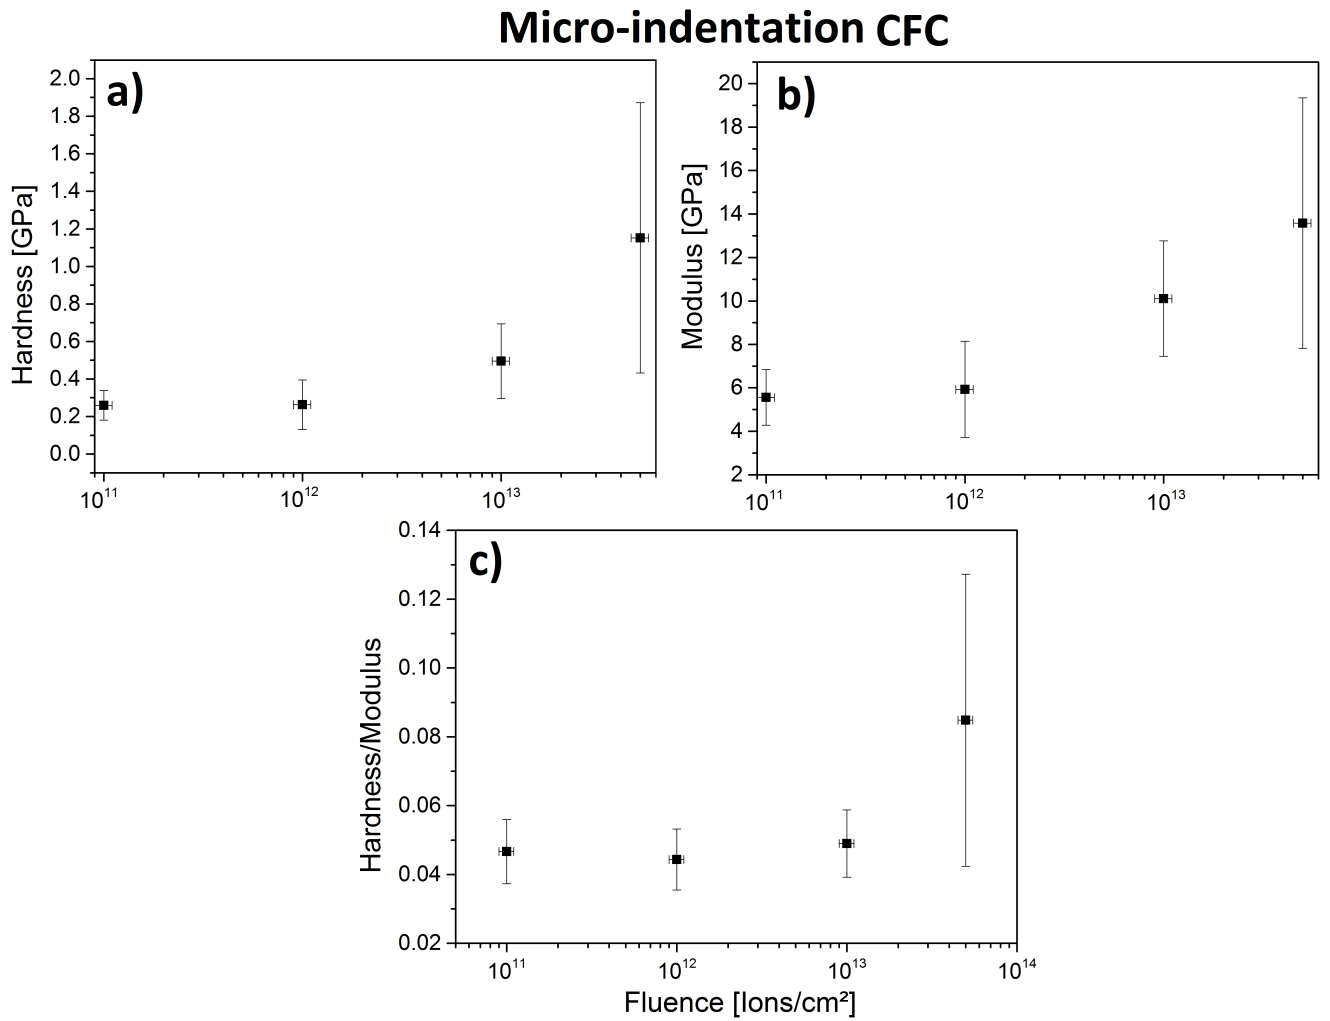 Micro-indentation CFC
a)
Hardness [GPa]
2.0
1.8
1.6
1.4
1.2
1.0
0.8
0.6
0.4
0.2
0.0
10¹¹ 10¹² 10¹³
b)
Modulus [GPa]
20
18
16
14
12
10
8
6
4
2
10¹¹ 10¹² 10¹³
c)
Hardness/Modulus
0.14
0.12
0.10
0.08
0.06
0.04
0.02
10¹¹ 10¹² 10¹³ 10¹⁴
Fluence [Ions/cm²]